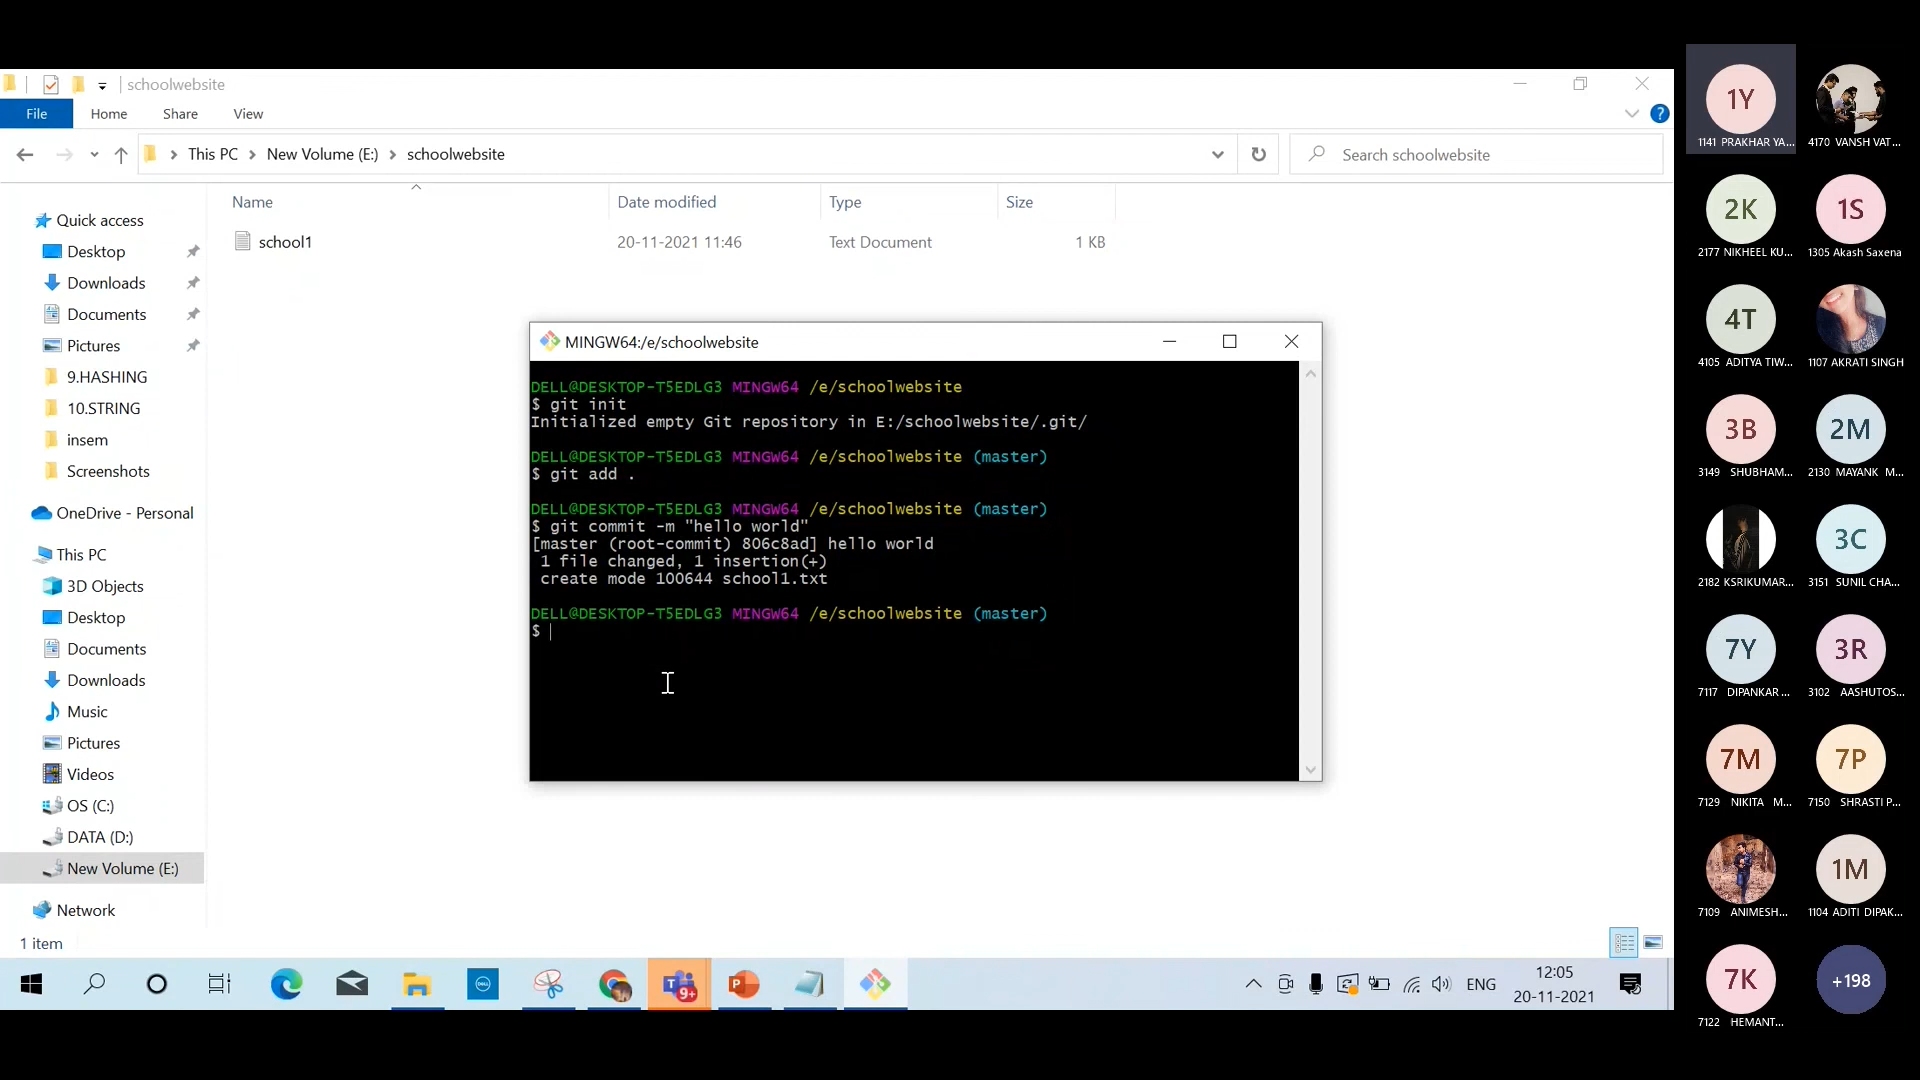 schoolwebsite
File Home Share View
This PC New Volume (E:) schoolwebsite
Search schoolwebsite
Name Date modified Type Size
school1 20-11-2021 11:46 Text Document 1 KB
Quick access
Desktop
Downloads
Documents
Pictures
9.HASHING
10.STRING
insem
Screenshots
OneDrive - Personal
This PC
3D Objects
Desktop
Documents
Downloads
Music
Pictures
Videos
OS (C:)
DATA (D:)
New Volume (E:)
Network
1 item
MINGW64:/e/schoolwebsite
DELL@DESKTOP-T5EDLG3 MINGW64 /e/schoolwebsite
$ git init
Initialized empty Git repository in E:/schoolwebsite/.git/
DELL@DESKTOP-T5EDLG3 MINGW64 /e/schoolwebsite (master)
$ git add .
DELL@DESKTOP-T5EDLG3 MINGW64 /e/schoolwebsite (master)
$ git commit -m "hello world"
[master (root-commit) 806c8ad] hello world
1 file changed, 1 insertion(+)
create mode 100644 school1.txt
DELL@DESKTOP-T5EDLG3 MINGW64 /e/schoolwebsite (master)
$
9+
ENG
12:05
20-11-2021
1Y
1141 PRAKHAR YA... 4170 VANSH VAT...
2K 1S
2177 NIKHEEL KU... 1305 Akash Saxena
4T
4105 ADITYA TIW... 1107 AKRATI SINGH
3B 2M
3149 SHUBHAM... 2130 MAYANK M...
3C
2182 KSRIKUMAR... 3151 SUNIL CHA...
7Y 3R
7117 DIPANKAR ... 3102 AASHUTOS...
7M 7P
7129 NIKITA M... 7150 SHRASTI P...
1M
7109 ANIMESH... 1104 ADITI DIPAK...
7K +198
7122 HEMANT...